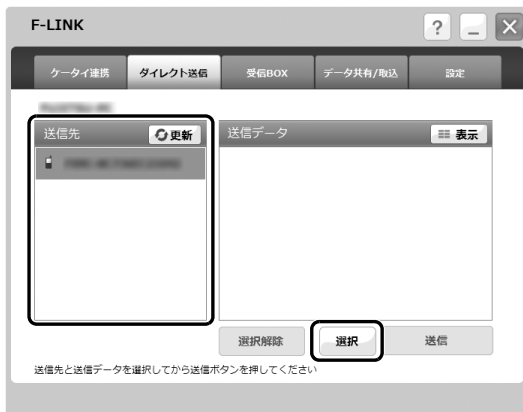 F-LINK
? _ X
ケータイ連携 ダイレクト送信 受信BOX データ共有/取込 設定
送信先 更新 送信データ 表示
選択解除 選択 送信
送信先と送信データを選択してから送信ボタンを押してください